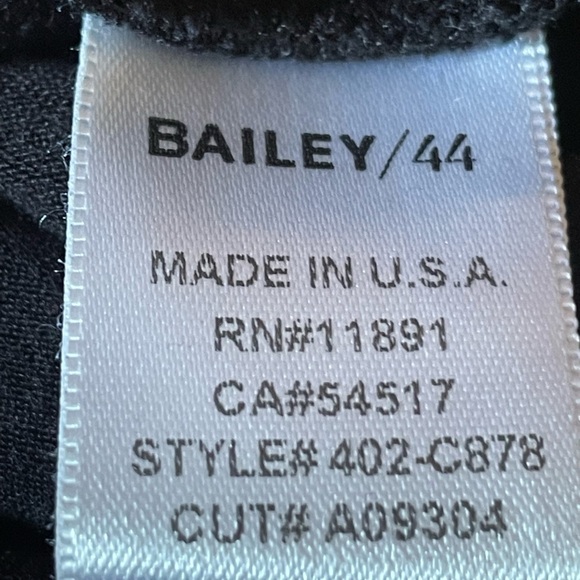 BAILEY/44
MADE IN U.S.A.
RN#11891
CA#54517
STYLE# 402-C878
CUT# A09304